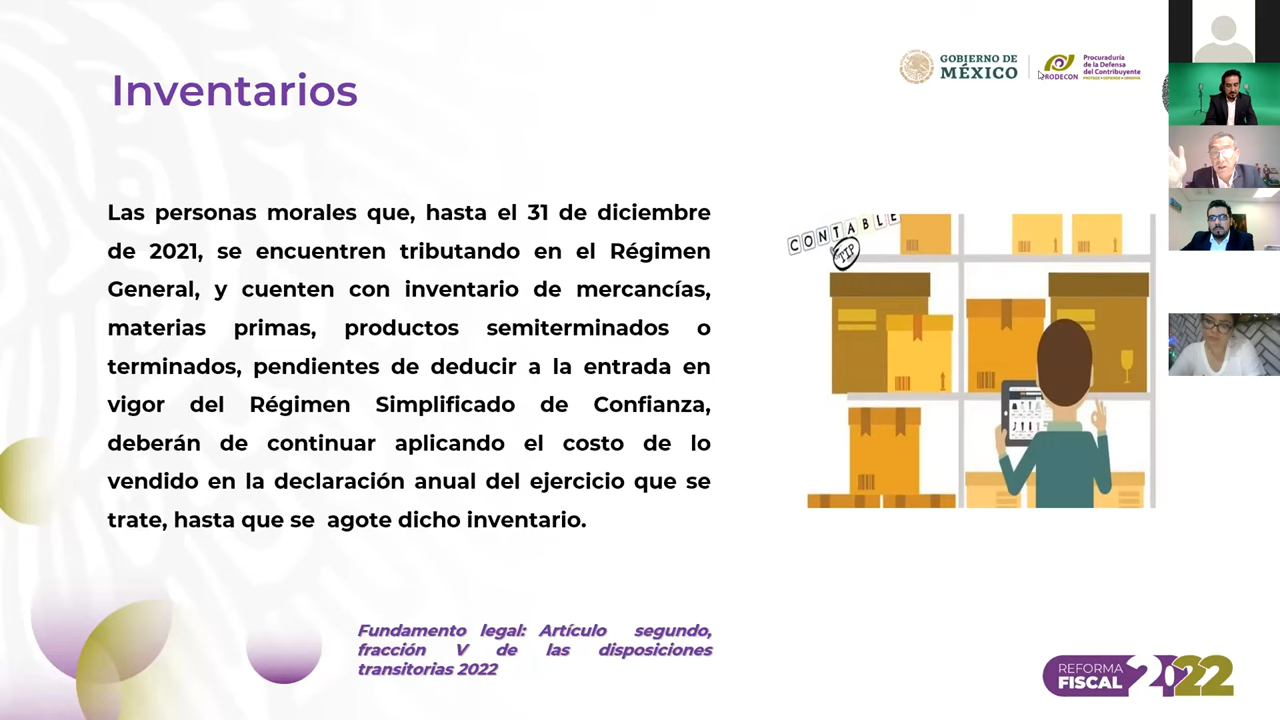 Inventarios
GOBIERNO DE
MÉXICO
PRODECON
Procuraduría
de la Defensa
del Contribuyente
Las personas morales que, hasta el 31 de diciembre
de 2021, se encuentren tributando en el Régimen
General, y cuenten con inventario de mercancías,
materias primas, productos semiterminados o
terminados, pendientes de deducir a la entrada en
vigor del Régimen Simplificado de Confianza,
deberán de continuar aplicando el costo de lo
vendido en la declaración anual del ejercicio que se
trate, hasta que se agote dicho inventario.
CONTABLE
TIP
Fundamento legal: Artículo segundo,
fracción V de las disposiciones
transitorias 2022
REFORMA
FISCAL 2022